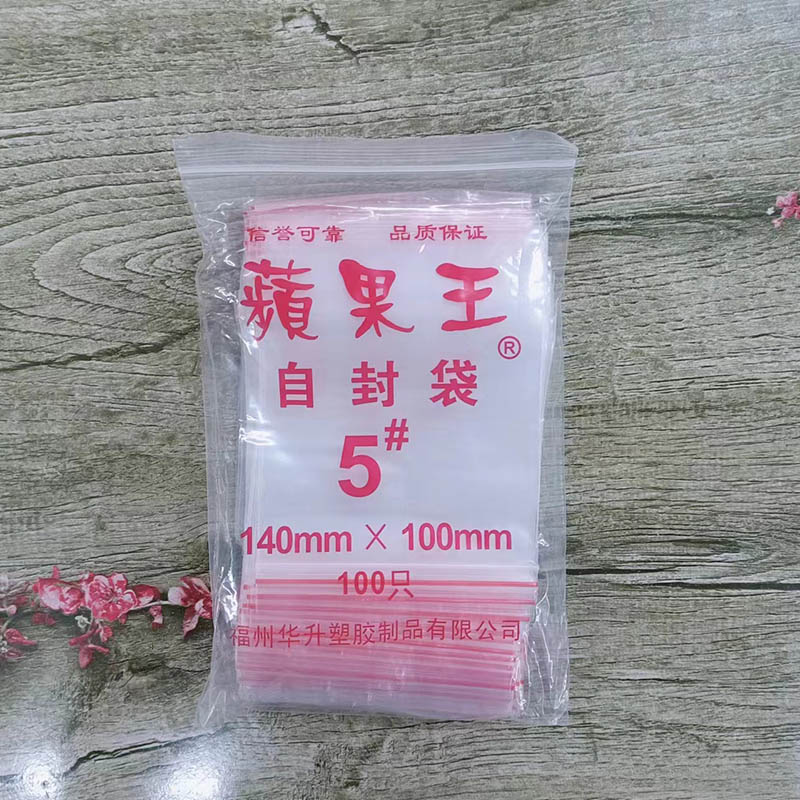 信誉可靠 品质保证
蘋果王
®
自封袋
5#
140mm X 100mm
100只
福州华升塑胶制品有限公司